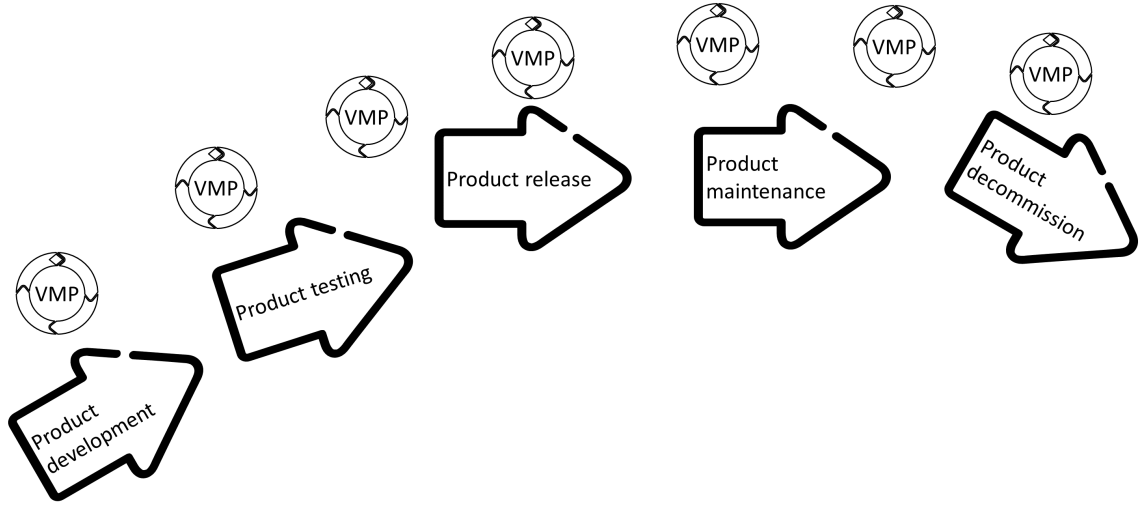 VMP
VMP
VMP
VMP
VMP
VMP
VMP
Product
development
Product testing
Product release
Product
maintenance
Product
decommission